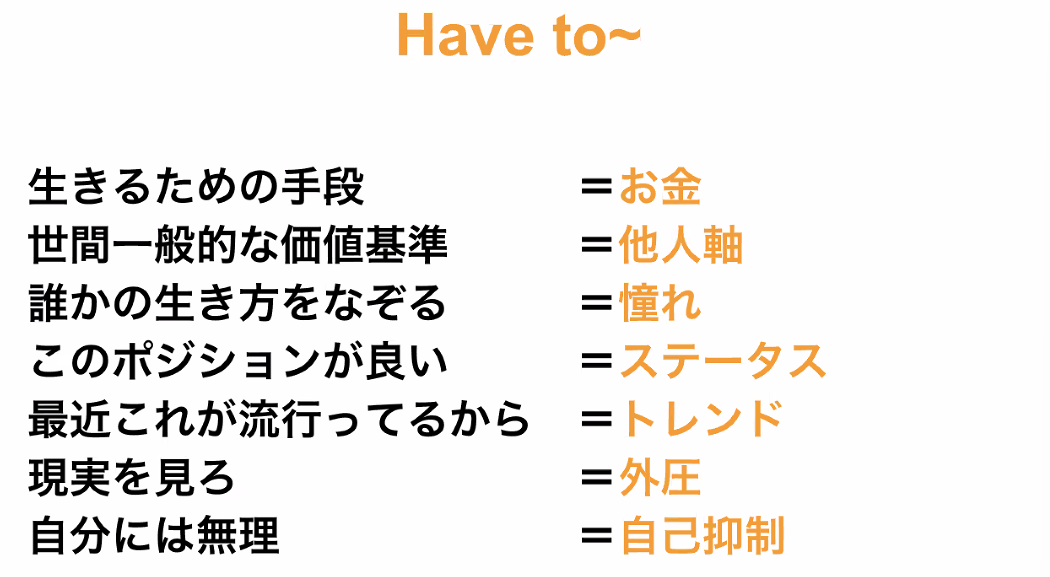 Have to~
生きるための手段 ＝お金
世間一般的な価値基準 ＝他人軸
誰かの生き方をなぞる ＝憧れ
このポジションが良い ＝ステータス
最近これが流行ってるから ＝トレンド
現実を見ろ ＝外圧
自分には無理 ＝自己抑制